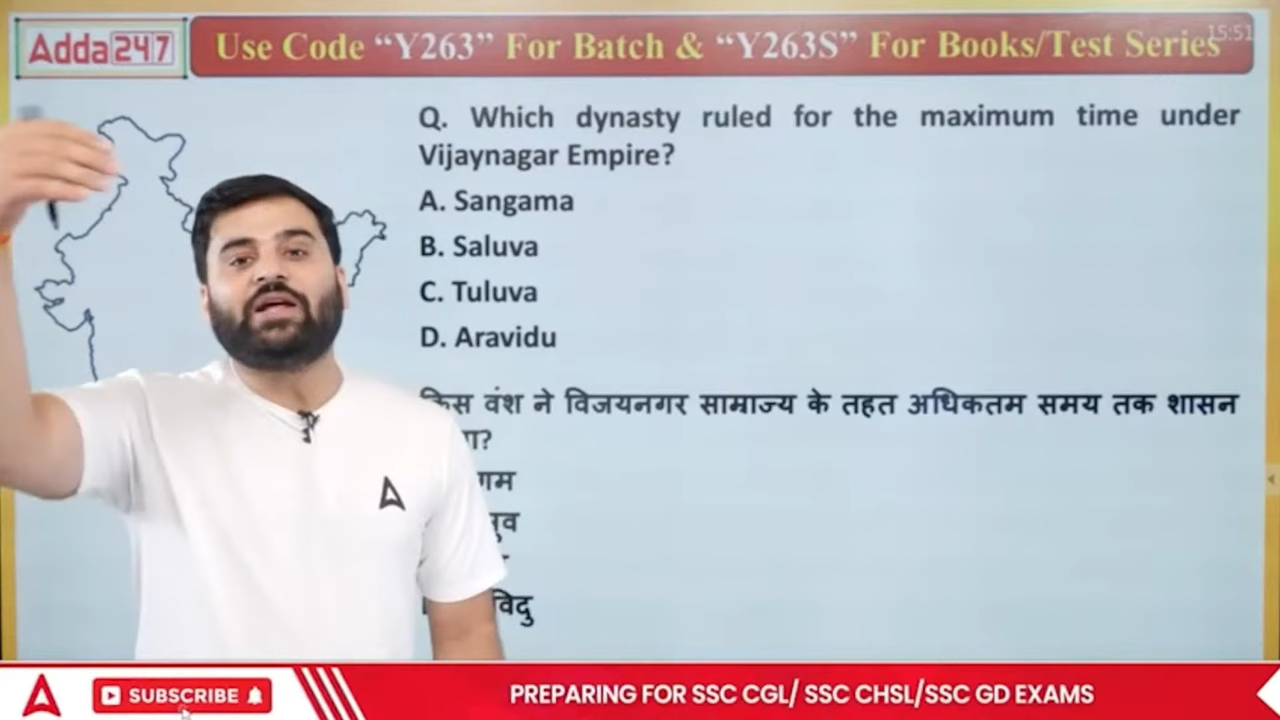 Adda247
Use Code “Y263” For Batch & “Y263S” For Books/Test Series
15:51
Q. Which dynasty ruled for the maximum time under
Vijaynagar Empire?
A. Sangama
B. Saluva
C. Tuluva
D. Aravidu
किस वंश ने विजयनगर साम्राज्य के तहत अधिकतम समय तक शासन
SUBSCRIBE
PREPARING FOR SSC CGL/ SSC CHSL/SSC GD EXAMS